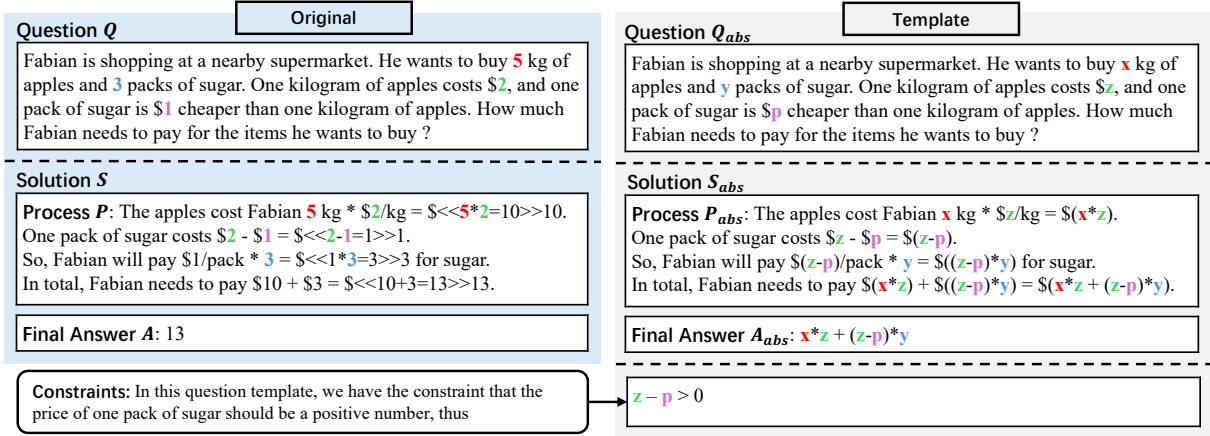 Original
Question Q
Fabian is shopping at a nearby supermarket. He wants to buy 5 kg of
apples and 3 packs of sugar. One kilogram of apples costs $2, and one
pack of sugar is $1 cheaper than one kilogram of apples. How much
Fabian needs to pay for the items he wants to buy ?
Solution S
Process P: The apples cost Fabian 5 kg * $2/kg = $<<5*2=10>>10.
One pack of sugar costs $2 - $1 = $<<2-1=1>>1.
So, Fabian will pay $1/pack * 3 = $<<1*3=3>>3 for sugar.
In total, Fabian needs to pay $10 + $3 = $<<10+3=13>>13.
Final Answer A: 13
Constraints: In this question template, we have the constraint that the
price of one pack of sugar should be a positive number, thus
Template
Question Q_abs
Fabian is shopping at a nearby supermarket. He wants to buy x kg of
apples and y packs of sugar. One kilogram of apples costs $z, and one
pack of sugar is $p cheaper than one kilogram of apples. How much
Fabian needs to pay for the items he wants to buy ?
Solution S_abs
Process P_abs: The apples cost Fabian x kg * $z/kg = $(x*z).
One pack of sugar costs $z - $p = $(z-p).
So, Fabian will pay $(z-p)/pack * y = $((z-p)*y) for sugar.
In total, Fabian needs to pay $(x*z) + $((z-p)*y) = $(x*z + (z-p)*y).
Final Answer A_abs: x*z + (z-p)*y
z – p > 0